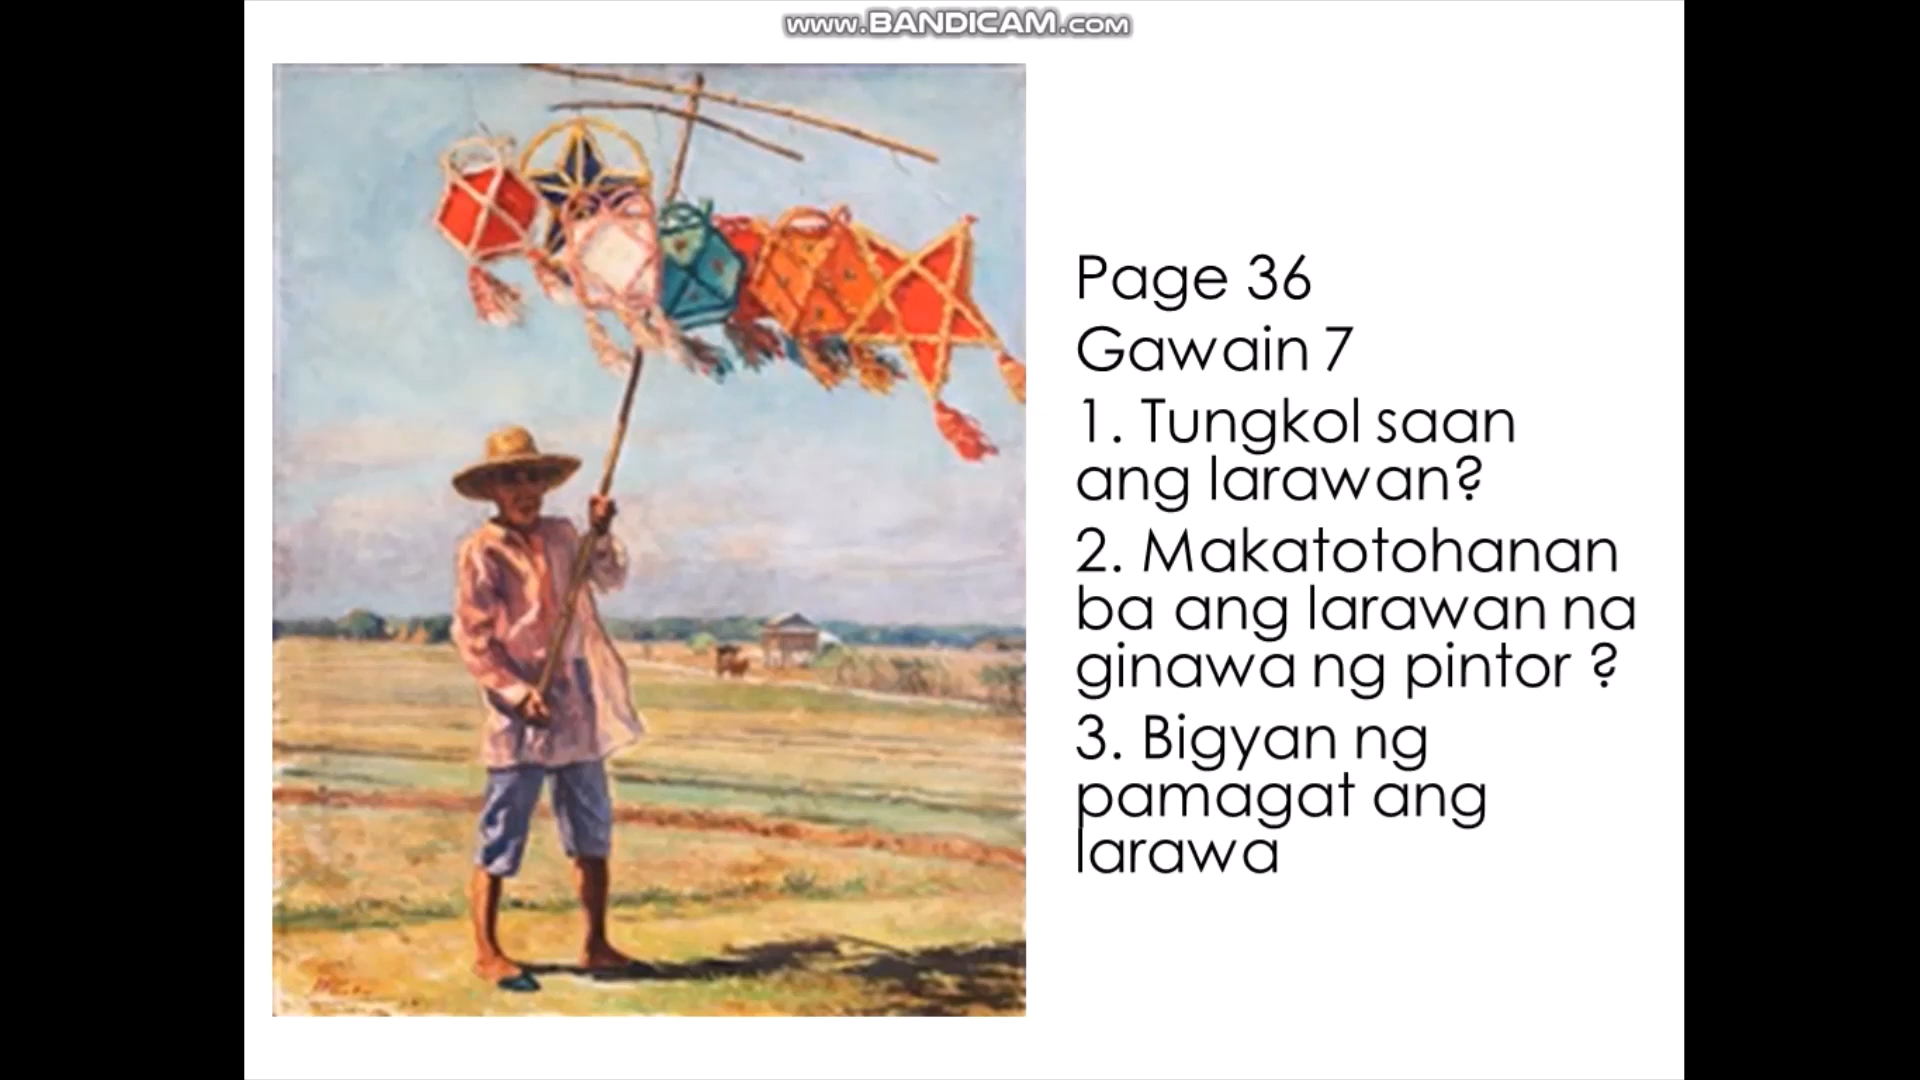 www.BANDICAM.com
Page 36
Gawain 7
1. Tungkol saan
ang larawan?
2. Makatotohanan
ba ang larawan na
ginawa ng pintor ?
3. Bigyan ng
pamagat ang
larawa